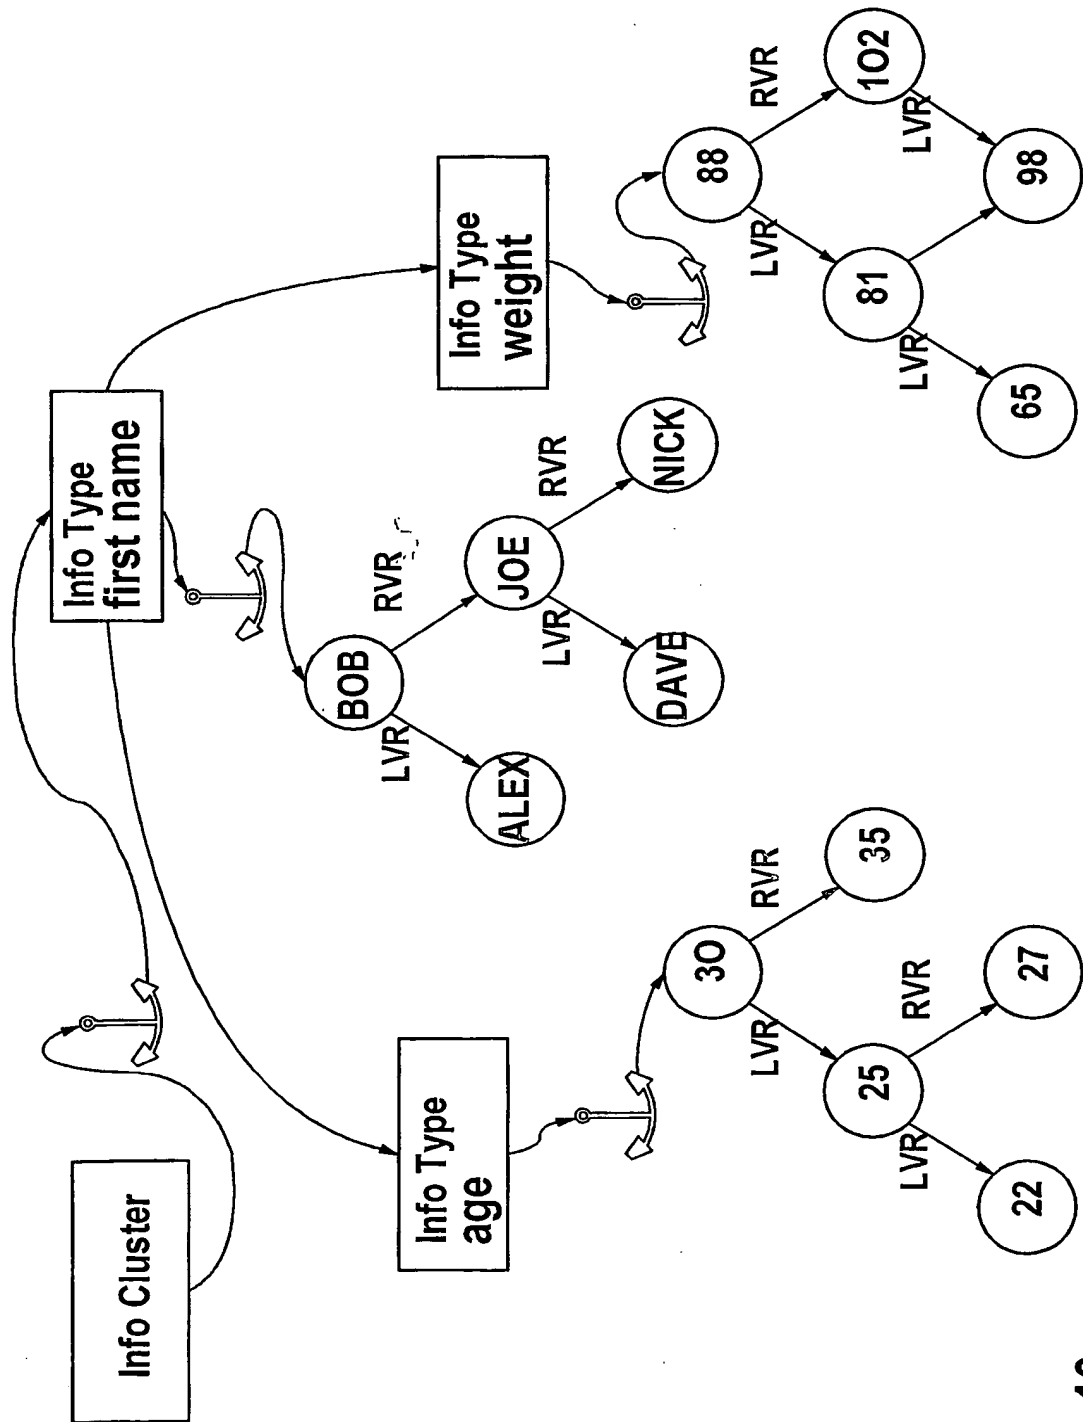 Info Cluster
Info Type
first name
Info Type
age
Info Type
weight
BOB
LVR
RVR
ALEX
JOE
LVR
RVR
DAVE
NICK
30
LVR
RVR
25
35
LVR
RVR
22
27
88
LVR
RVR
81
102
LVR
LVR
65
98